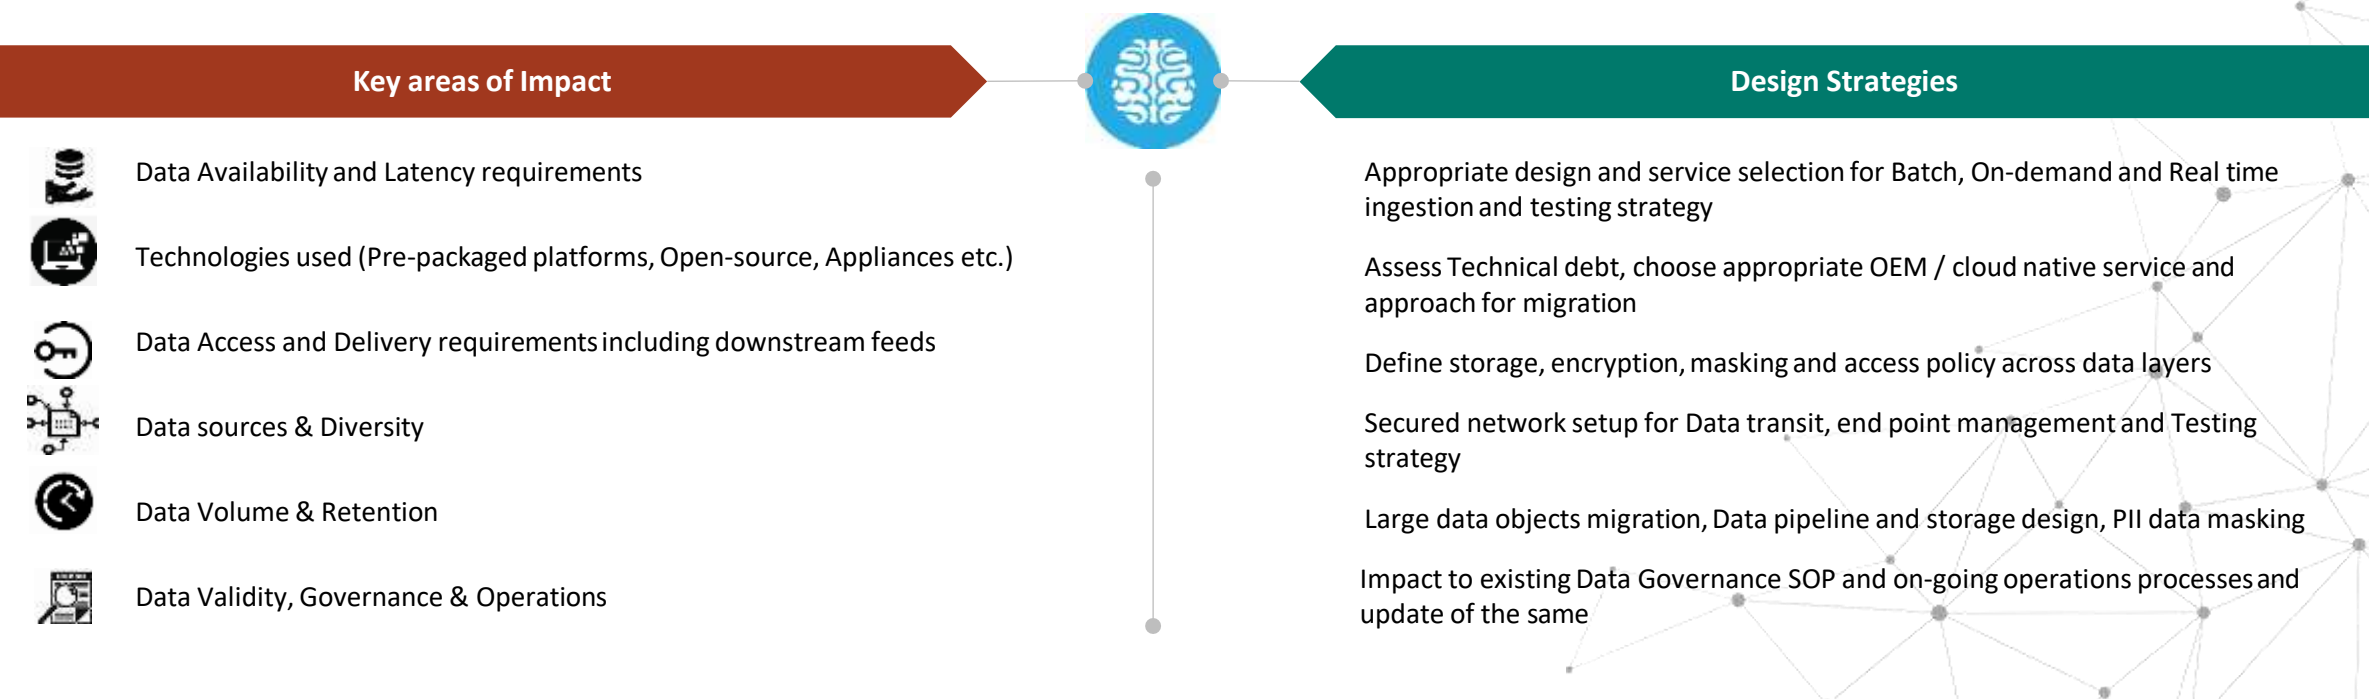 Key areas of Impact
Data Availability and Latency requirements
Technologies used (Pre-packaged platforms, Open-source, Appliances etc.)
Data Access and Delivery requirements including downstream feeds
Data sources & Diversity
Data Volume & Retention
Data Validity, Governance & Operations
Design Strategies
Appropriate design and service selection for Batch, On-demand and Real time
ingestion and testing strategy
Assess Technical debt, choose appropriate OEM / cloud native service and
approach for migration
Define storage, encryption, masking and access policy across data layers
Secured network setup for Data transit, end point management and Testing
strategy
Large data objects migration, Data pipeline and storage design, PII data masking
Impact to existing Data Governance SOP and on-going operations processes and
update of the same